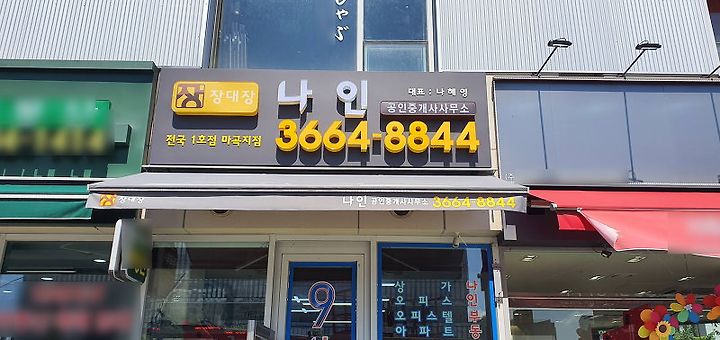 しゃぶ
장대장
나인
대표 : 나혜영
공인중개사사무소
전국 1호점 마곡지점
3664-8844
장대장
나인 공인중개사사무소 3664-8844
9
상가
오피스
오피스텔
아파트
나인부동